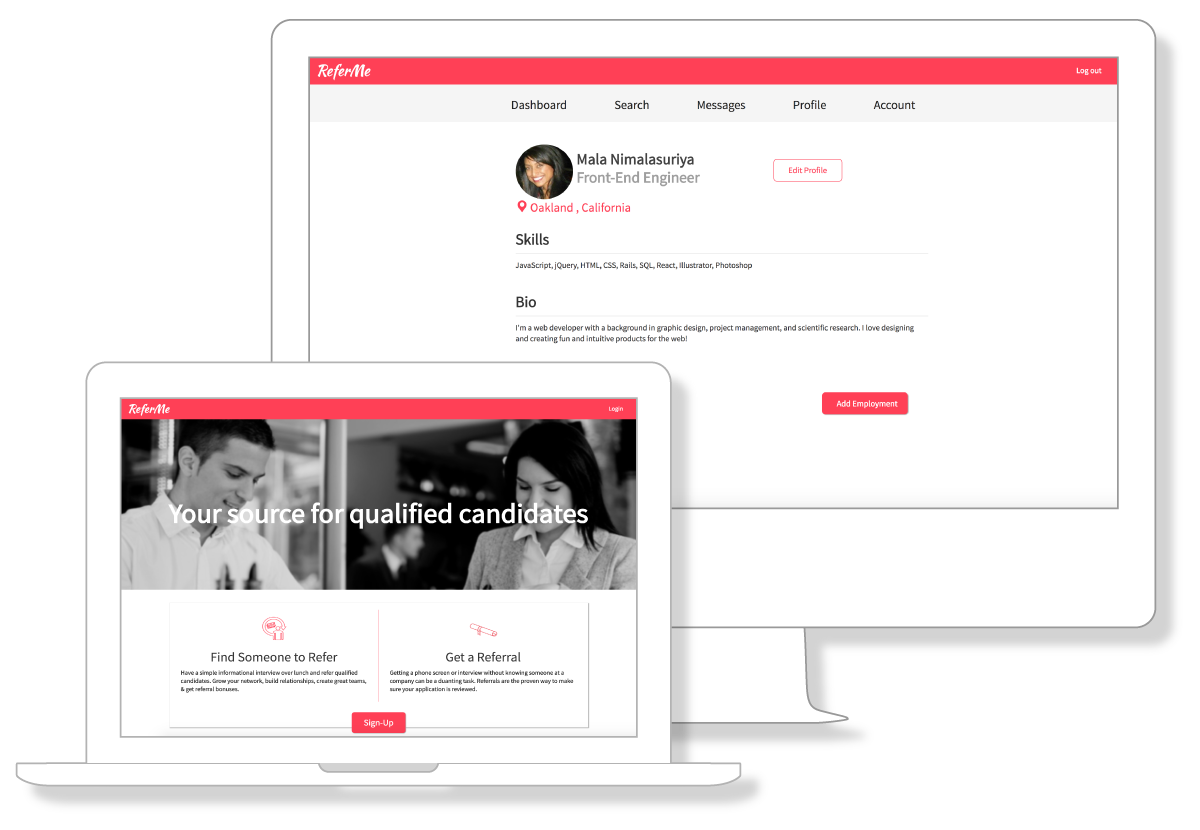 ReferMe
Log out
Dashboard Search Messages Profile Account
Mala Nimalasuriya
Front-End Engineer
Edit Profile
Oakland , California
Skills
JavaScript, jQuery, HTML, CSS, Rails, SQL, React, Illustrator, Photoshop
Bio
I'm a web developer with a background in graphic design, project management, and scientific research. I love designing
and creating fun and intuitive products for the web!
Add Employment
ReferMe
Login
Your source for qualified candidates
Find Someone to Refer
Have a simple informational interview over lunch and refer qualified
candidates. Grow your network, build relationships, create great teams,
& get referral bonuses.
Get a Referral
Getting a phone screen or interview without knowing someone at a
company can be a duanting task. Referrals are the proven way to make
sure your application is reviewed.
Sign-Up